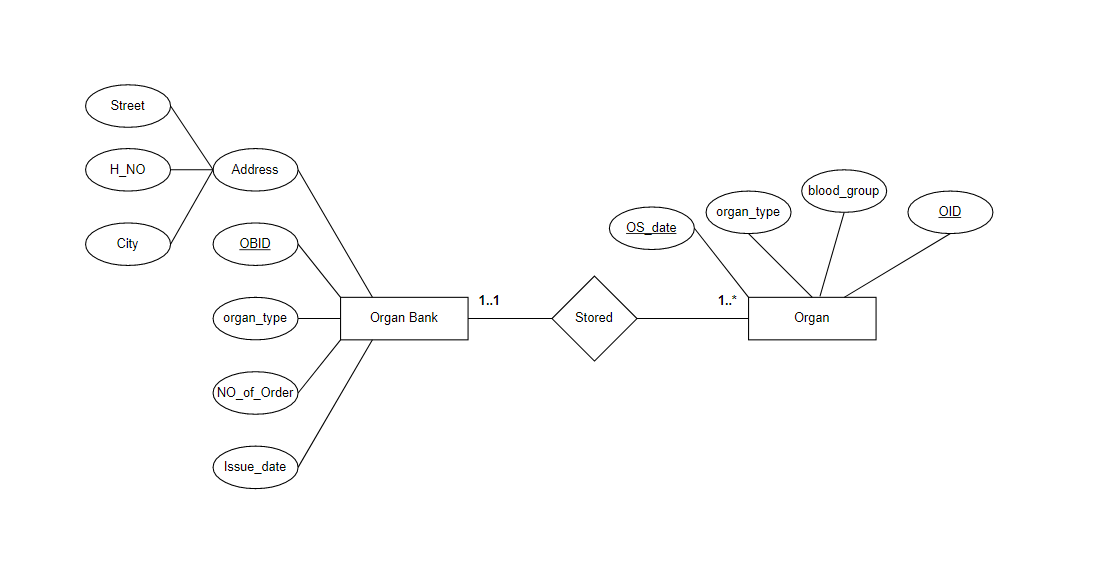 Street
H_NO
City
Address
OBID
organ_type
NO_of_Order
Issue_date
Organ Bank
1..1
Stored
1..*
Organ
OS_date
organ_type
blood_group
OID